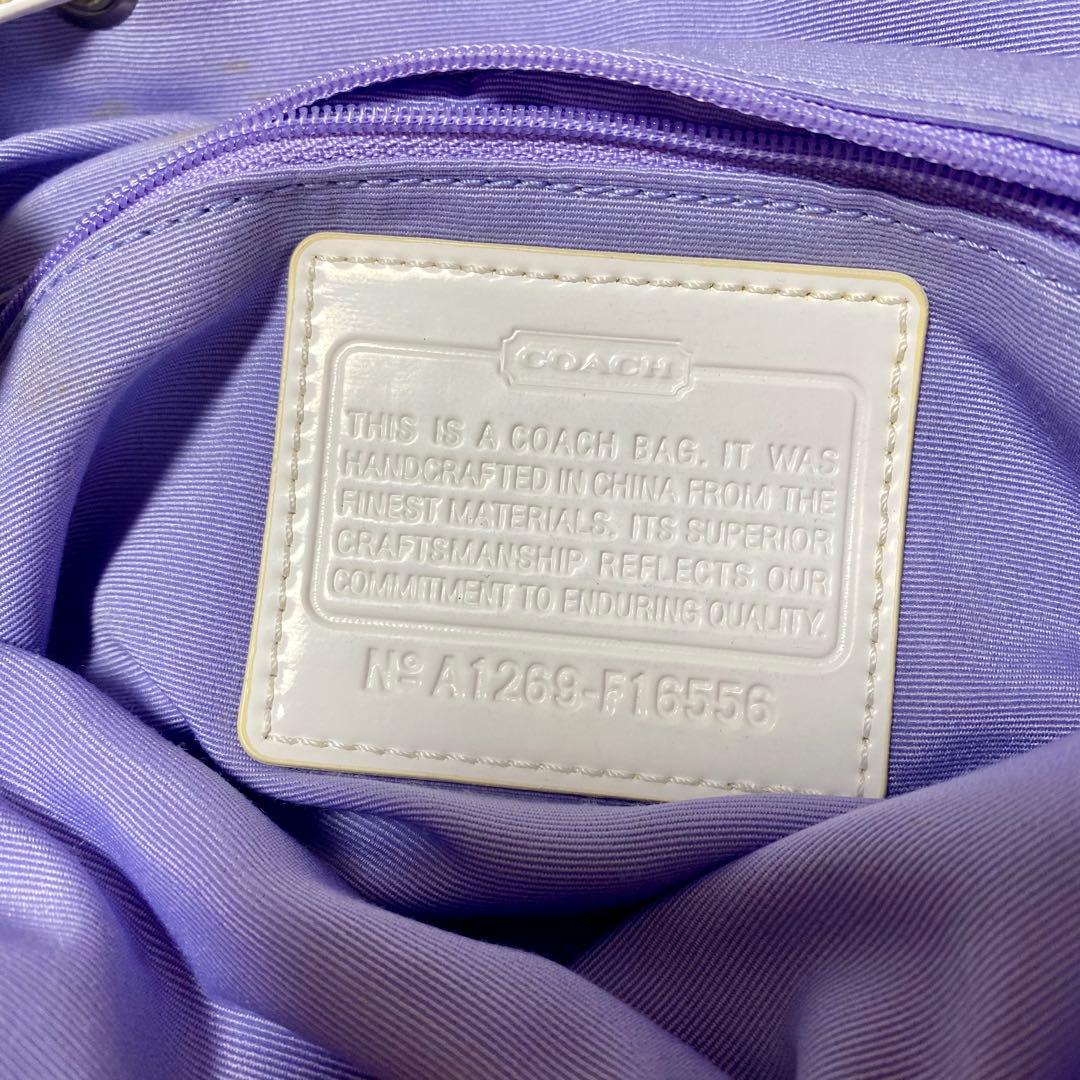 COACH
THIS IS A COACH BAG. IT WAS
HANDCRAFTED IN CHINA FROM THE
FINEST MATERIALS. ITS SUPERIOR
CRAFTSMANSHIP REFLECTS OUR
COMMITMENT TO ENDURING QUALITY.
Nº A1269-F16556